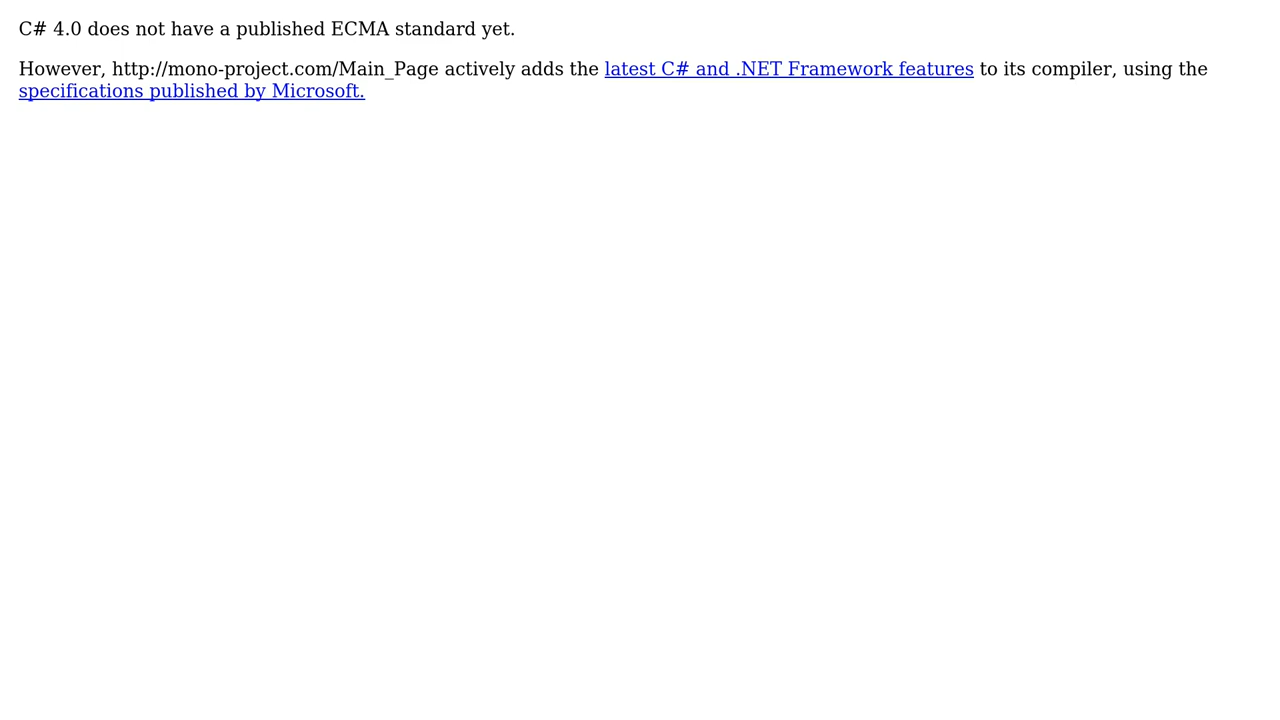 C# 4.0 does not have a published ECMA standard yet.
However, http://mono-project.com/Main_Page actively adds the latest C# and .NET Framework features to its compiler, using the
specifications published by Microsoft.